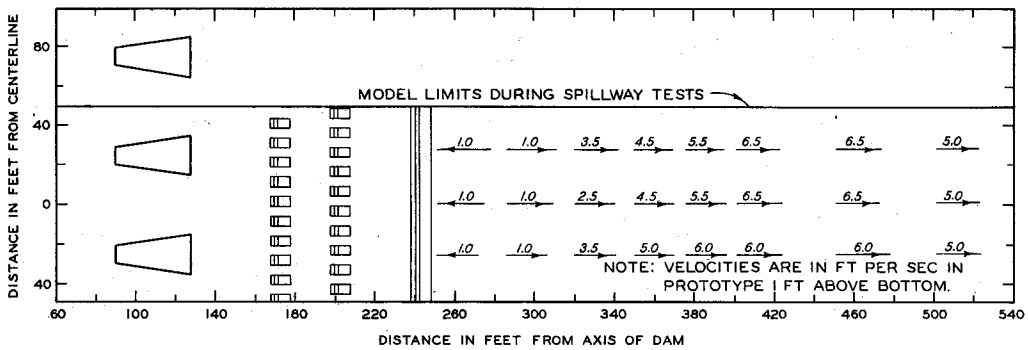 80
MODEL LIMITS DURING SPILLWAY TESTS
40
1.0 1.0 3.5 4.5 5.5 6.5 6.5 5.0
0
1.0 1.0 2.5 4.5 5.5 6.5 6.5 5.0
1.0 1.0 3.5 5.0 6.0 6.0 6.0 5.0
NOTE: VELOCITIES ARE IN FT PER SEC IN
PROTOTYPE 1 FT ABOVE BOTTOM.
40
60 100 140 180 220 260 300 340 380 420 460 500 540
DISTANCE IN FEET FROM CENTERLINE
DISTANCE IN FEET FROM AXIS OF DAM